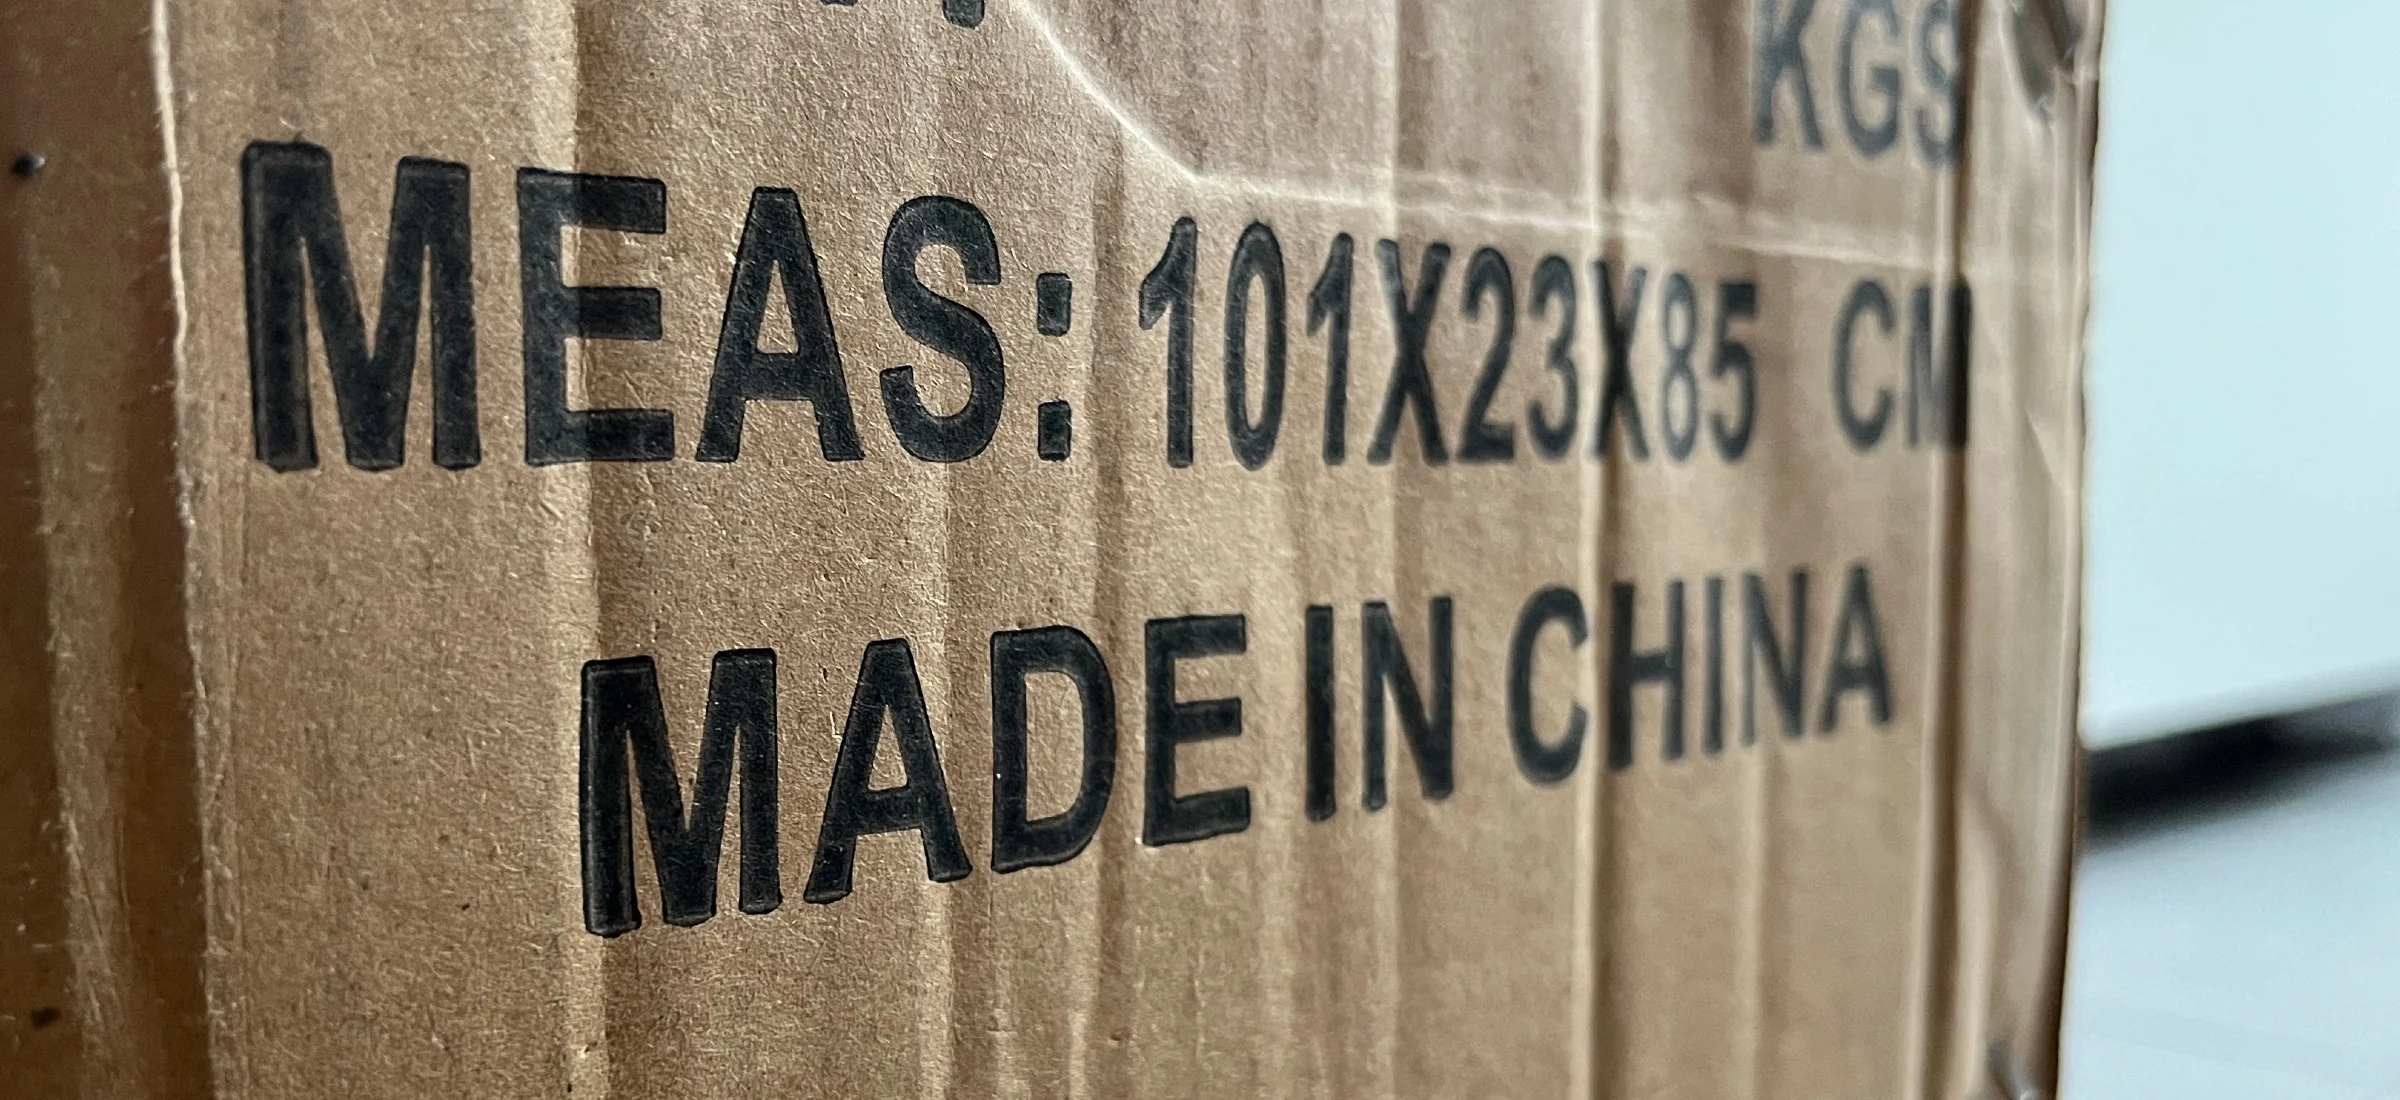 KGS
MEAS: 101X23X85 CM
MADE IN CHINA